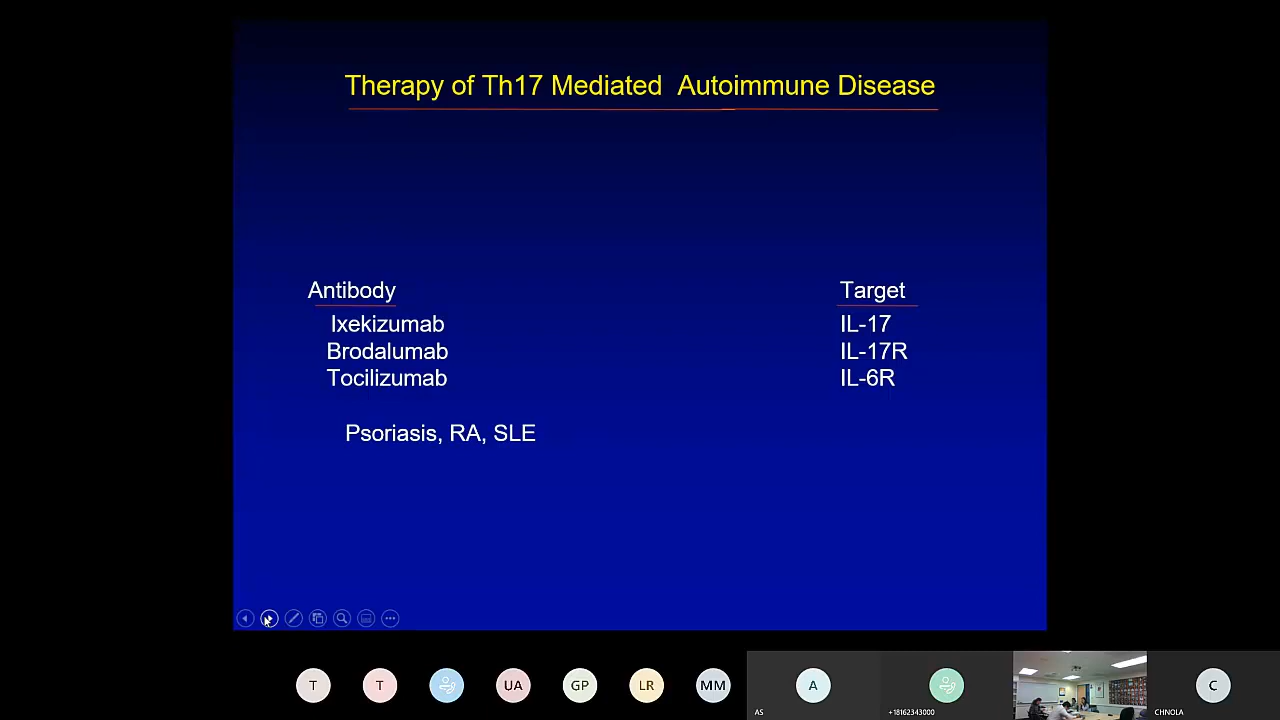 Therapy of Th17 Mediated Autoimmune Disease
Antibody Target
Ixekizumab IL-17
Brodalumab IL-17R
Tocilizumab IL-6R
Psoriasis, RA, SLE
T T UA GP LR MM A C
AS +18162343000 CHNOLA